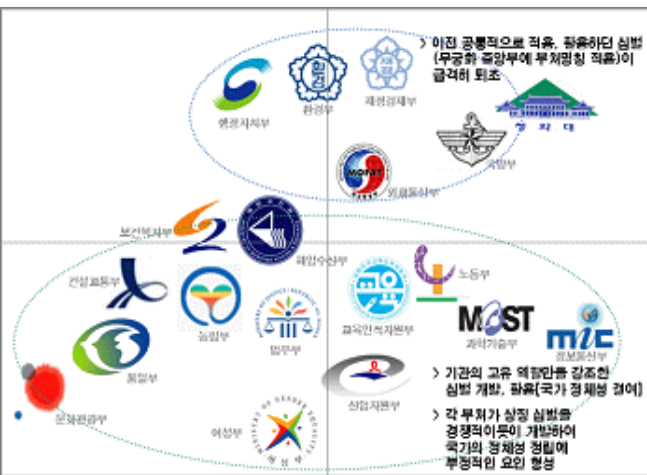 > 이전 공통적으로 적용, 활용하던 심벌
(무궁화 중앙부에 부처명칭 적용)이
급격히 퇴조
행정자치부
환경
환경부
재정경제부
청와대
국방부
MOFAT
외교통상부
보건복지부
해양수산부
건설교통부
농림부
법무부
교육인적자원부
노동부
MOST
과학기술부
mic
정보통신부
통일부
문화관광부
여성부
산업자원부
> 기관의 고유 역할만을 강조한
심벌 개발, 활용(국가 정체성 결여)
> 각 부처가 상징 심벌을
경쟁적이듯이 개발하여
국가의 정체성 정립에
부정적인 요인 형성